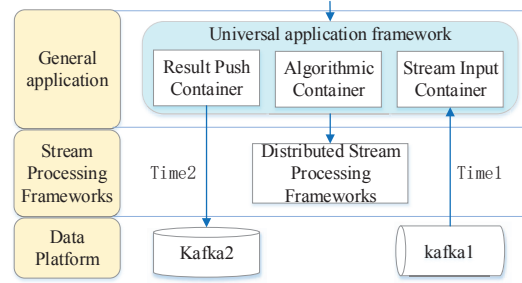 General
application
Universal application framework
Result Push
Container
Algorithmic
Container
Stream Input
Container
Stream
Processing
Frameworks
Time2
Distributed Stream
Processing
Frameworks
Time1
Data
Platform
Kafka2
kafka1